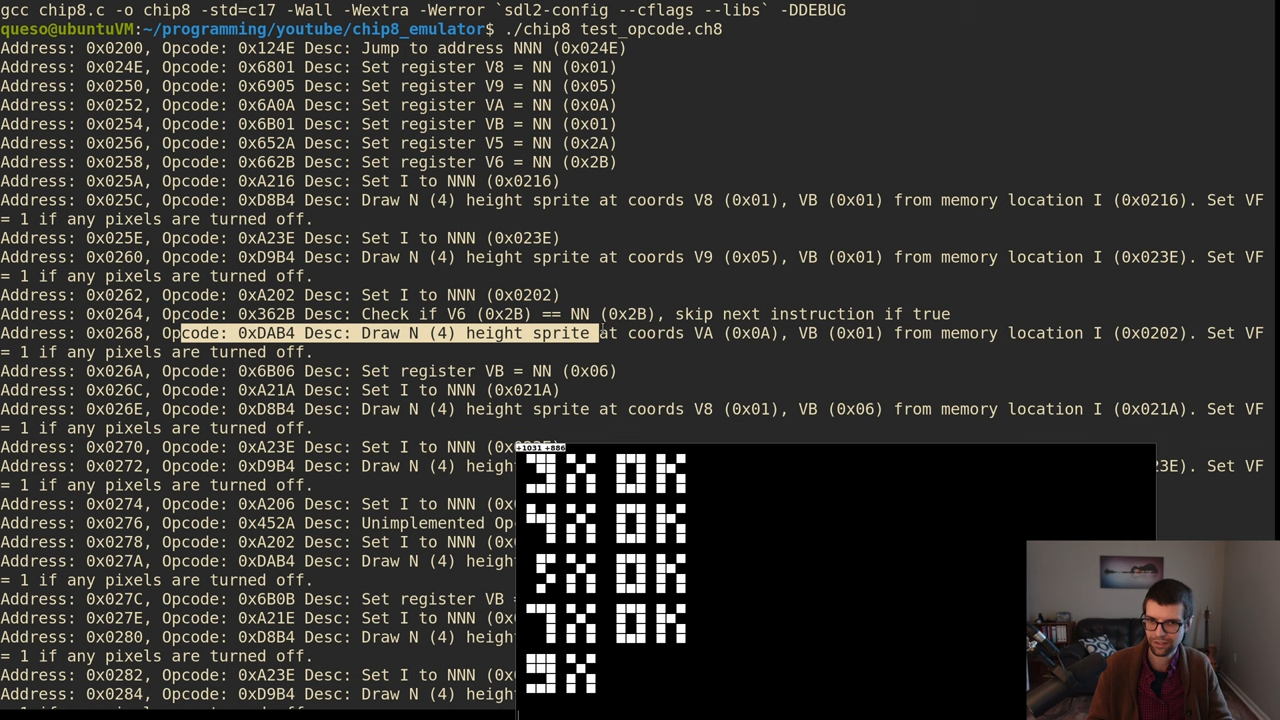 gcc chip8.c -o chip8 -std=c17 -Wall -Wextra -Werror `sdl2-config --cflags --libs` -DDEBUG
queso@ubuntuVM:~/programming/youtube/chip8_emulator$ ./chip8 test_opcode.ch8
Address: 0x0200, Opcode: 0x124E Desc: Jump to address NNN (0x024E)
Address: 0x024E, Opcode: 0x6801 Desc: Set register V8 = NN (0x01)
Address: 0x0250, Opcode: 0x6905 Desc: Set register V9 = NN (0x05)
Address: 0x0252, Opcode: 0x6A0A Desc: Set register VA = NN (0x0A)
Address: 0x0254, Opcode: 0x6B01 Desc: Set register VB = NN (0x01)
Address: 0x0256, Opcode: 0x652A Desc: Set register V5 = NN (0x2A)
Address: 0x0258, Opcode: 0x662B Desc: Set register V6 = NN (0x2B)
Address: 0x025A, Opcode: 0xA216 Desc: Set I to NNN (0x0216)
Address: 0x025C, Opcode: 0xD8B4 Desc: Draw N (4) height sprite at coords V8 (0x01), VB (0x01) from memory location I (0x0216). Set VF
= 1 if any pixels are turned off.
Address: 0x025E, Opcode: 0xA23E Desc: Set I to NNN (0x023E)
Address: 0x0260, Opcode: 0xD9B4 Desc: Draw N (4) height sprite at coords V9 (0x05), VB (0x01) from memory location I (0x023E). Set VF
= 1 if any pixels are turned off.
Address: 0x0262, Opcode: 0xA202 Desc: Set I to NNN (0x0202)
Address: 0x0264, Opcode: 0x362B Desc: Check if V6 (0x2B) == NN (0x2B), skip next instruction if true
Address: 0x0268, Opcode: 0xDAB4 Desc: Draw N (4) height sprite at coords VA (0x0A), VB (0x01) from memory location I (0x0202). Set VF
= 1 if any pixels are turned off.
Address: 0x026A, Opcode: 0x6B06 Desc: Set register VB = NN (0x06)
Address: 0x026C, Opcode: 0xA21A Desc: Set I to NNN (0x021A)
Address: 0x026E, Opcode: 0xD8B4 Desc: Draw N (4) height sprite at coords V8 (0x01), VB (0x06) from memory location I (0x021A). Set VF
= 1 if any pixels are turned off.
Address: 0x0270, Opcode: 0xA23E Desc: Set I to NNN
Address: 0x0272, Opcode: 0xD9B4 Desc: Draw N (4) heigh 23E). Set VF
= 1 if any pixels are turned off.
Address: 0x0274, Opcode: 0xA206 Desc: Set I to NNN (0x0
Address: 0x0276, Opcode: 0x452A Desc: Unimplemented Op
Address: 0x0278, Opcode: 0xA202 Desc: Set I to NNN (0x0
Address: 0x027A, Opcode: 0xDAB4 Desc: Draw N (4) heigh
= 1 if any pixels are turned off.
Address: 0x027C, Opcode: 0x6B0B Desc: Set register VB =
Address: 0x027E, Opcode: 0xA21E Desc: Set I to NNN (0x0
Address: 0x0280, Opcode: 0xD8B4 Desc: Draw N (4) heigh
= 1 if any pixels are turned off.
Address: 0x0282, Opcode: 0xA23E Desc: Set I to NNN (0x0
Address: 0x0284, Opcode: 0xD9B4 Desc: Draw N (4) heigh
+1031 +886
3X OK
4X OK
5X OK
7X OK
9X